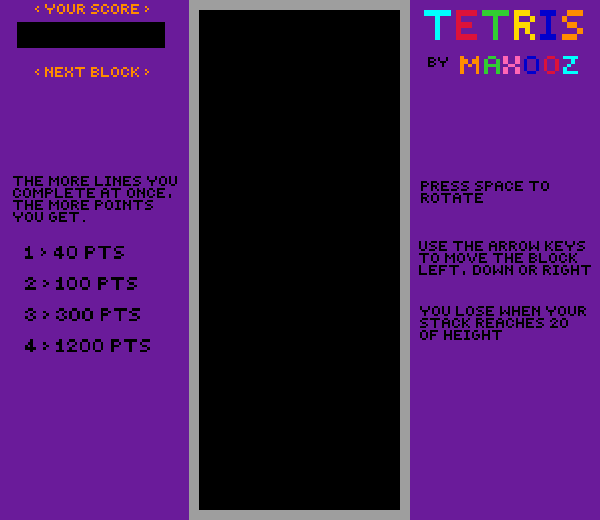 < YOUR SCORE >
< NEXT BLOCK >
THE MORE LINES YOU
COMPLETE AT ONCE,
THE MORE POINTS
YOU GET.
1 > 40 PTS
2 > 100 PTS
3 > 300 PTS
4 > 1200 PTS
TETRIS
BY MAXOOZ
PRESS SPACE TO
ROTATE
USE THE ARROW KEYS
TO MOVE THE BLOCK
LEFT, DOWN OR RIGHT
YOU LOSE WHEN YOUR
STACK REACHES 20
OF HEIGHT